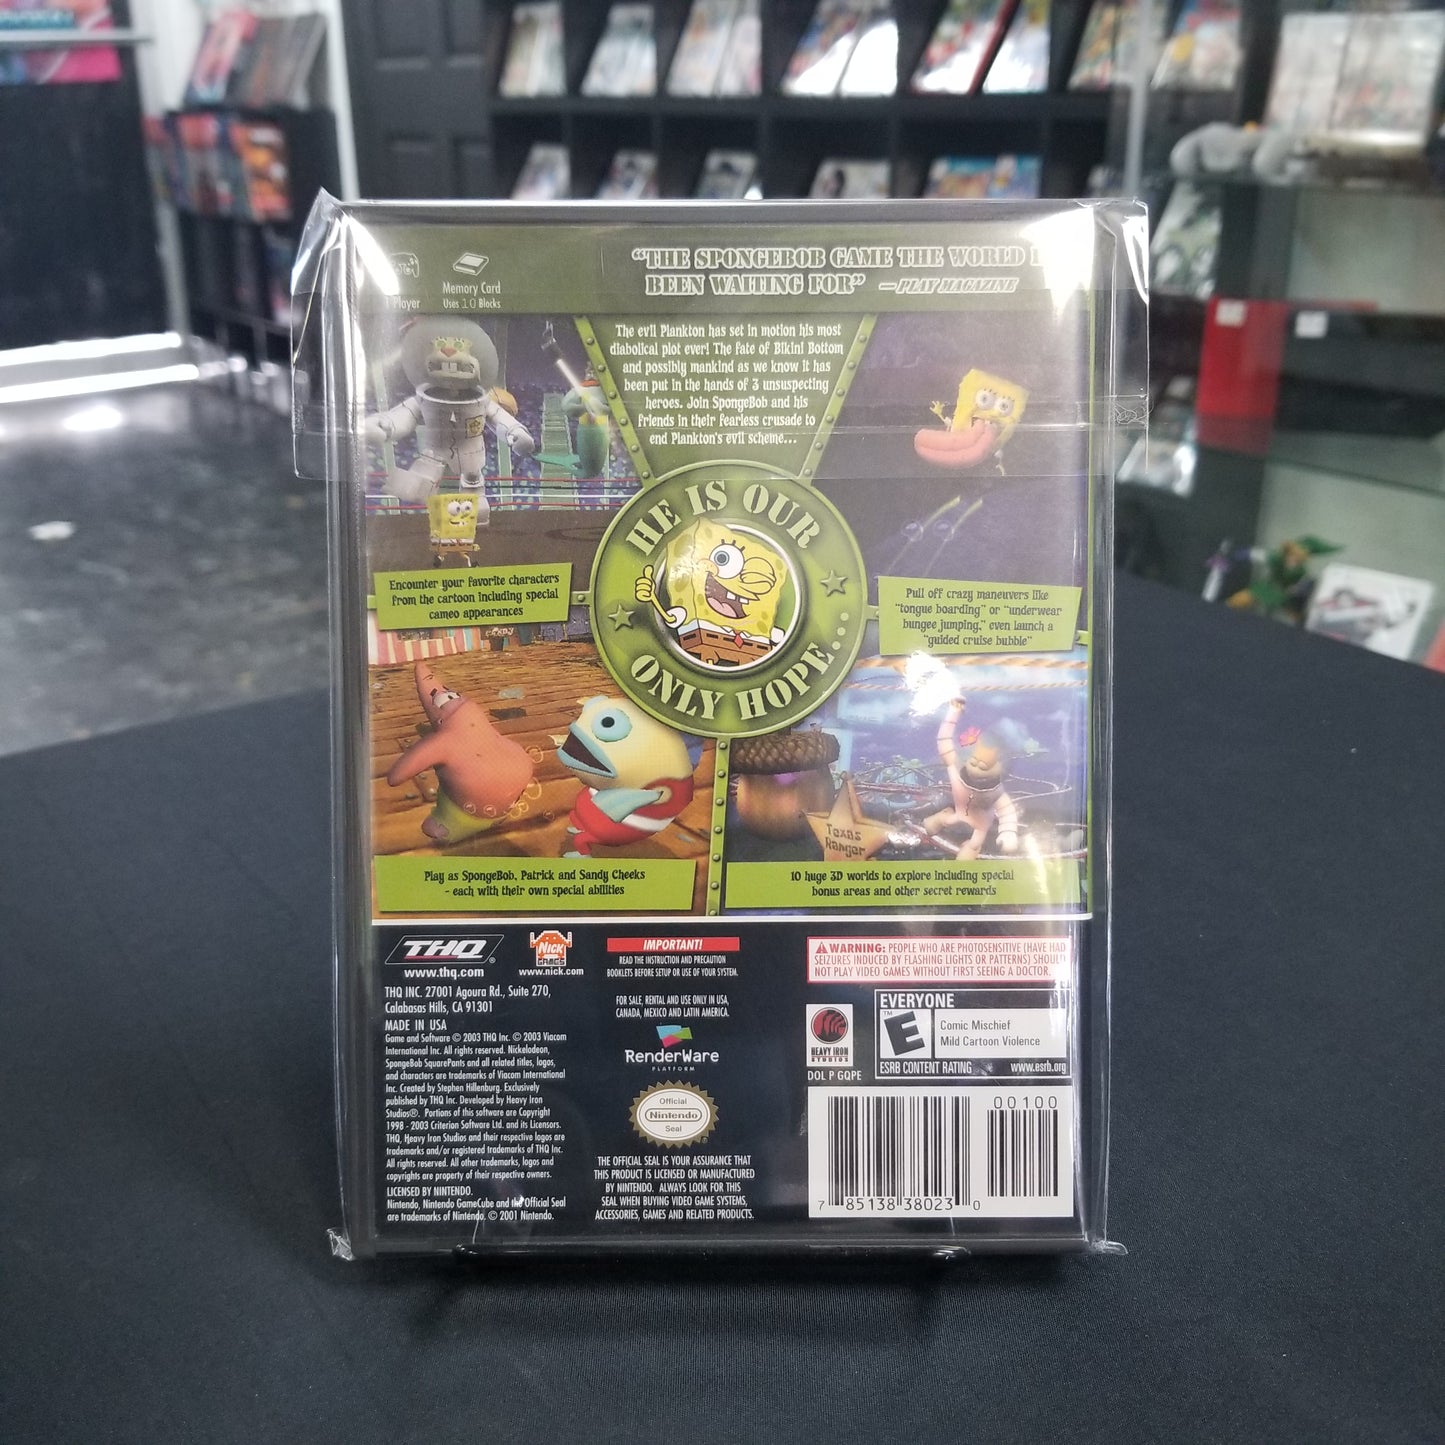 "THE SPONGEBOB GAME THE WORLD
BEEN WAITING FOR" — PLAY MAGAZINE
Player
Memory Card
Uses 10 Blocks
The evil Plankton has set in motion his most
diabolical plot ever! The fate of Bikini Bottom
and possibly mankind as we know it has
been put in the hands of 3 unsuspecting
heroes. Join SpongeBob and his
friends in their fearless crusade to
end Plankton's evil scheme...
HE IS OUR
ONLY HOPE...
Encounter your favorite characters
from the cartoon including special
cameo appearances
Pull off crazy maneuvers like
"tongue boarding" or "underwear
bungee jumping," even launch a
"guided cruise bubble"
CANDY
Texas
Ranger
Play as SpongeBob, Patrick and Sandy Cheeks
- each with their own special abilities
10 huge 3D worlds to explore including special
bonus areas and other secret rewards
THQ®
www.thq.com
NICK
GAMES
www.nick.com
THQ INC. 27001 Agoura Rd., Suite 270,
Calabasas Hills, CA 91301
MADE IN USA
Game and Software © 2003 THQ Inc. © 2003 Viacom
International Inc. All rights reserved. Nickelodeon,
SpongeBob SquarePants and all related titles, logos,
and characters are trademarks of Viacom International
Inc. Created by Stephen Hillenburg. Exclusively
published by THQ Inc. Developed by Heavy Iron
Studios®. Portions of this software are Copyright
1998 - 2003 Criterion Software Ltd. and its Licensors.
THQ, Heavy Iron Studios and their respective logos are
trademarks and/or registered trademarks of THQ Inc.
All rights reserved. All other trademarks, logos and
copyrights are property of their respective owners.
LICENSED BY NINTENDO.
Nintendo, Nintendo GameCube and the Official Seal
are trademarks of Nintendo. © 2001 Nintendo.
IMPORTANT!
READ THE INSTRUCTION AND PRECAUTION
BOOKLETS BEFORE SETUP OR USE OF YOUR SYSTEM.
FOR SALE, RENTAL AND USE ONLY IN USA,
CANADA, MEXICO AND LATIN AMERICA.
RenderWare
PLATFORM
Official
Nintendo
Seal
®
THE OFFICIAL SEAL IS YOUR ASSURANCE THAT
THIS PRODUCT IS LICENSED OR MANUFACTURED
BY NINTENDO. ALWAYS LOOK FOR THIS
SEAL WHEN BUYING VIDEO GAME SYSTEMS,
ACCESSORIES, GAMES AND RELATED PRODUCTS.
WARNING: PEOPLE WHO ARE PHOTOSENSITIVE (HAVE HAD
SEIZURES INDUCED BY FLASHING LIGHTS OR PATTERNS) SHOULD
NOT PLAY VIDEO GAMES WITHOUT FIRST SEEING A DOCTOR.
HEAVY IRON
STUDIOS
DOL P GQPE
EVERYONE
E
™
Comic Mischief
Mild Cartoon Violence
ESRB CONTENT RATING www.esrb.org
00100
7 85138 38023 0